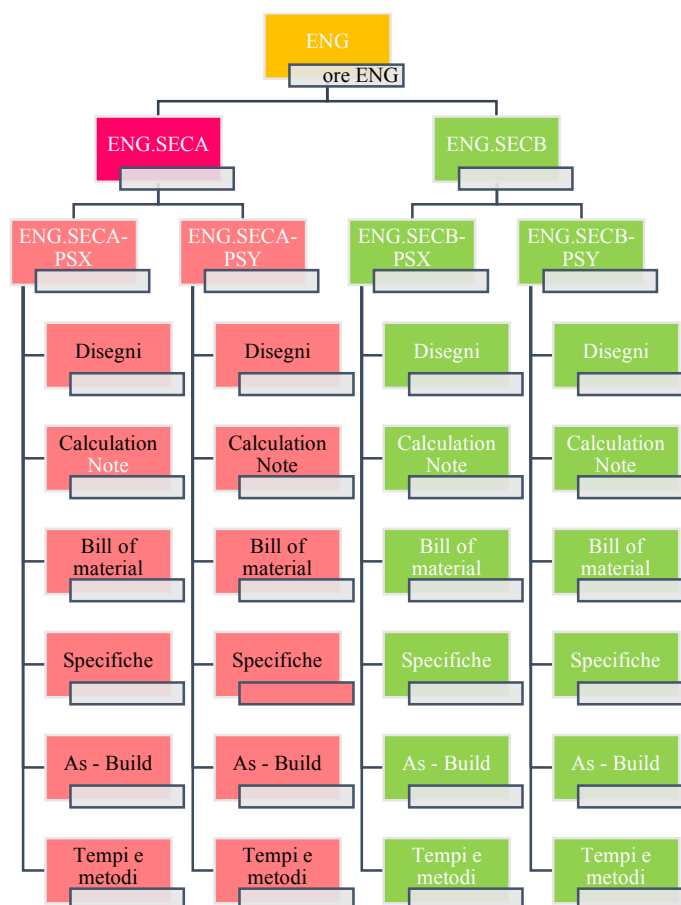 ENG
ore ENG
ENG.SECA
ENG.SECB
ENG.SECA-
PSX
ENG.SECA-
PSY
ENG.SECB-
PSX
ENG.SECB-
PSY
Disegni
Disegni
Disegni
Disegni
Calculation
Note
Calculation
Note
Calculation
Note
Calculation
Note
Bill of
material
Bill of
material
Bill of
material
Bill of
material
Specifiche
Specifiche
Specifiche
Specifiche
As - Build
As - Build
As - Build
As - Build
Tempi e
metodi
Tempi e
metodi
Tempi e
metodi
Tempi e
metodi